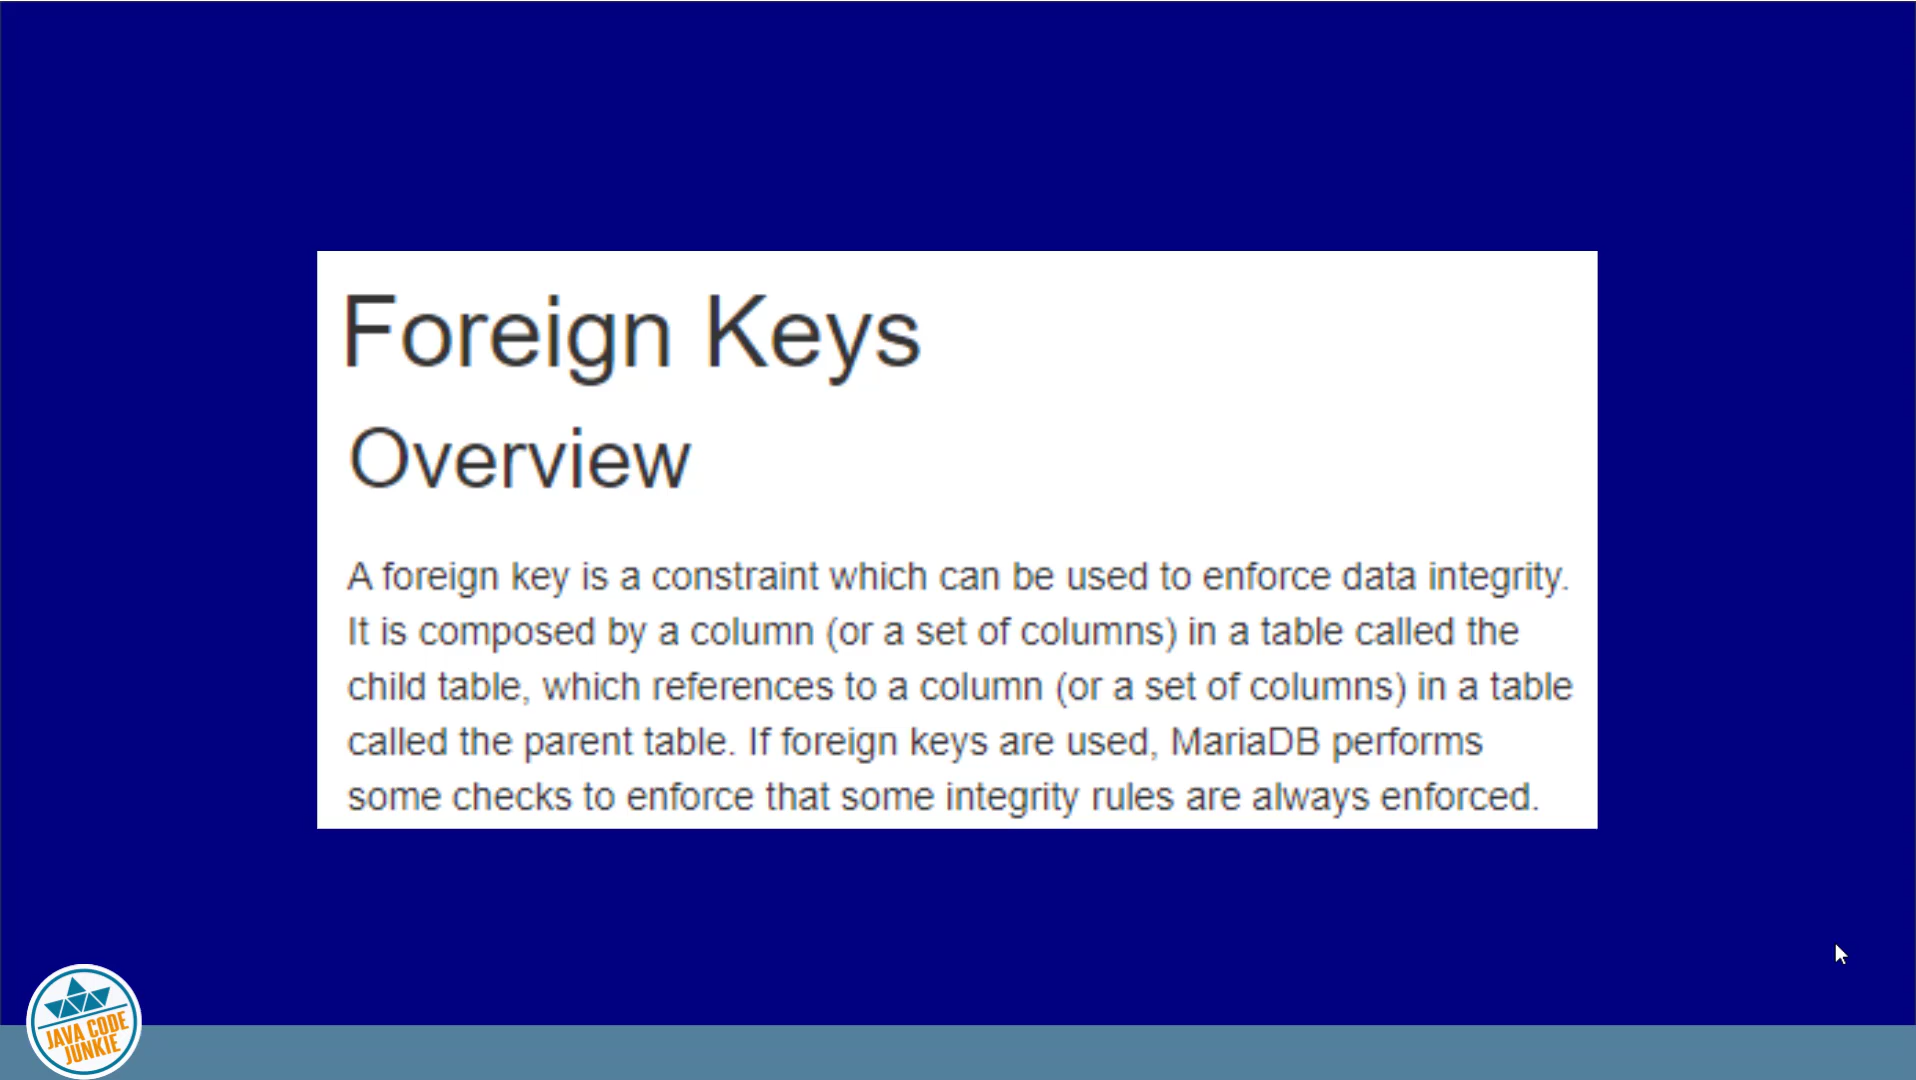 Foreign Keys
Overview
A foreign key is a constraint which can be used to enforce data integrity.
It is composed by a column (or a set of columns) in a table called the
child table, which references to a column (or a set of columns) in a table
called the parent table. If foreign keys are used, MariaDB performs
some checks to enforce that some integrity rules are always enforced.
JAVA CODE
JUNKIE